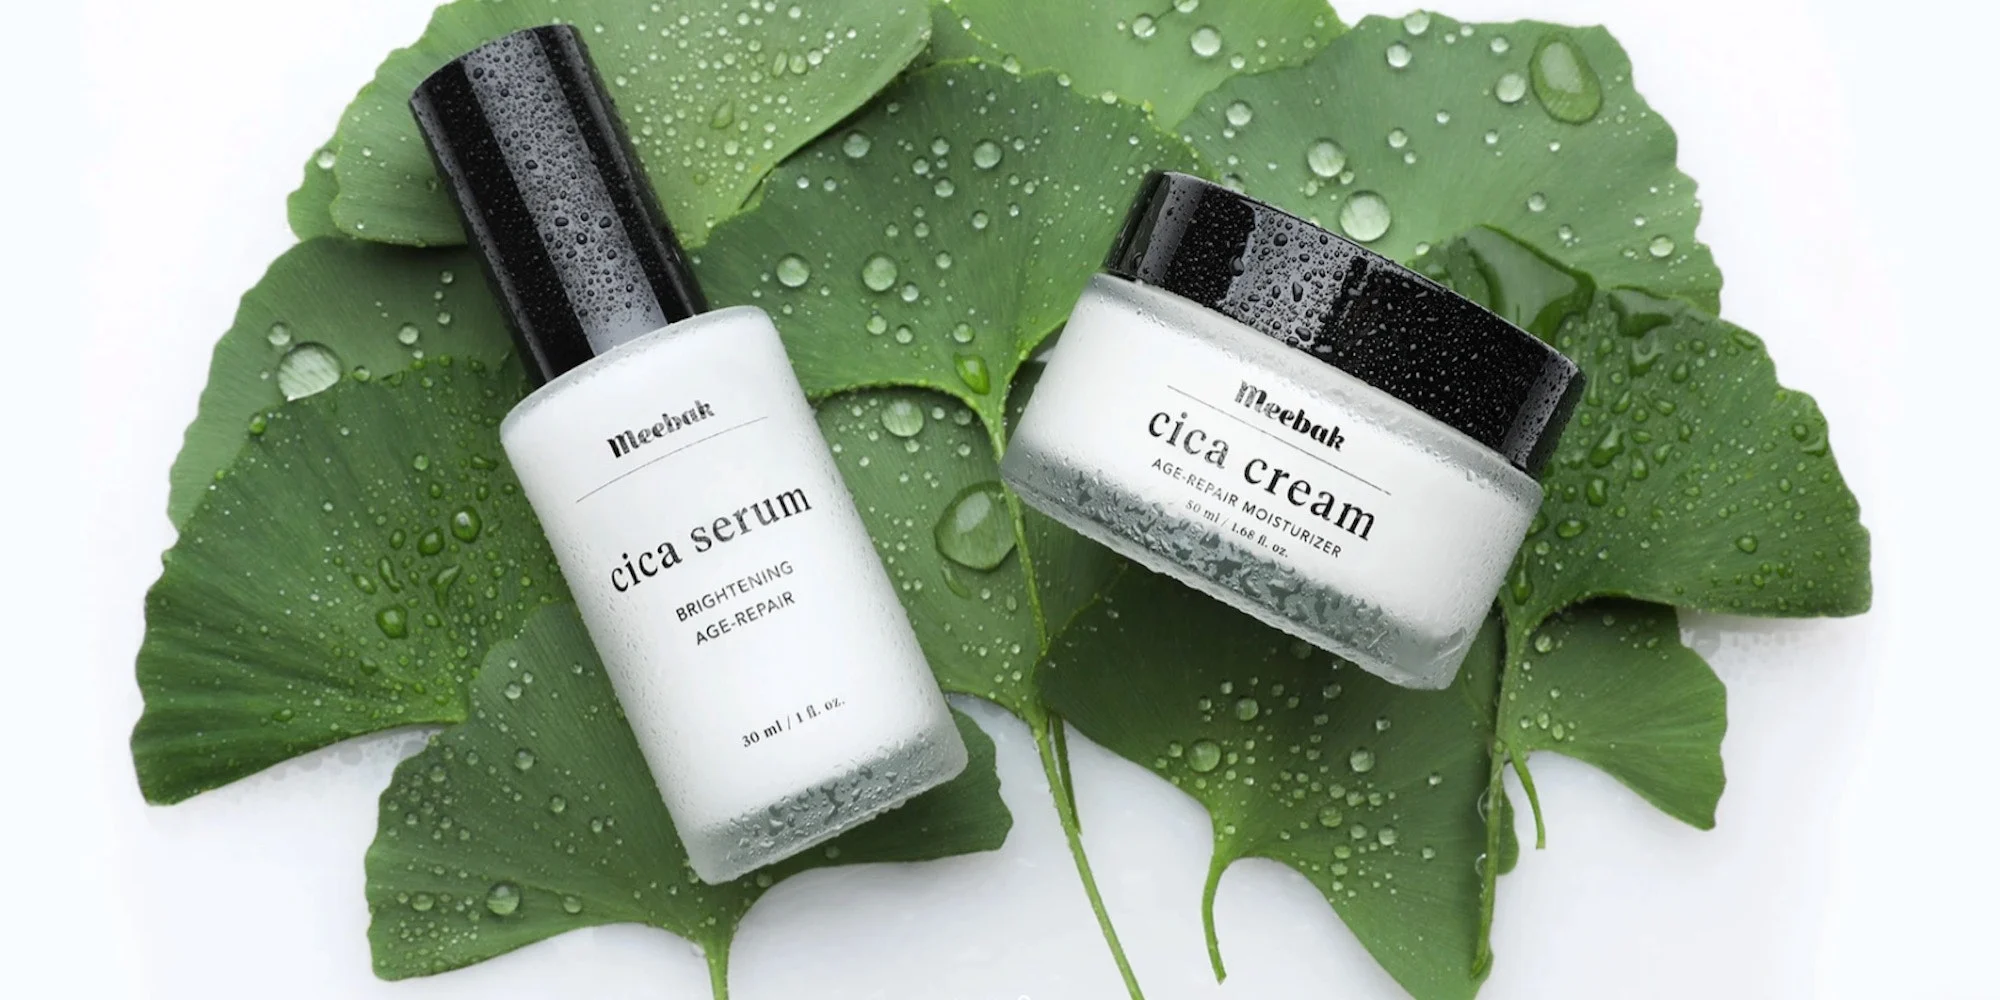 Meebak
cica serum
BRIGHTENING
AGE-REPAIR
30 ml / 1 fl. oz.
Meebak
cica cream
AGE-REPAIR MOISTURIZER
50 ml / 1.68 fl. oz.